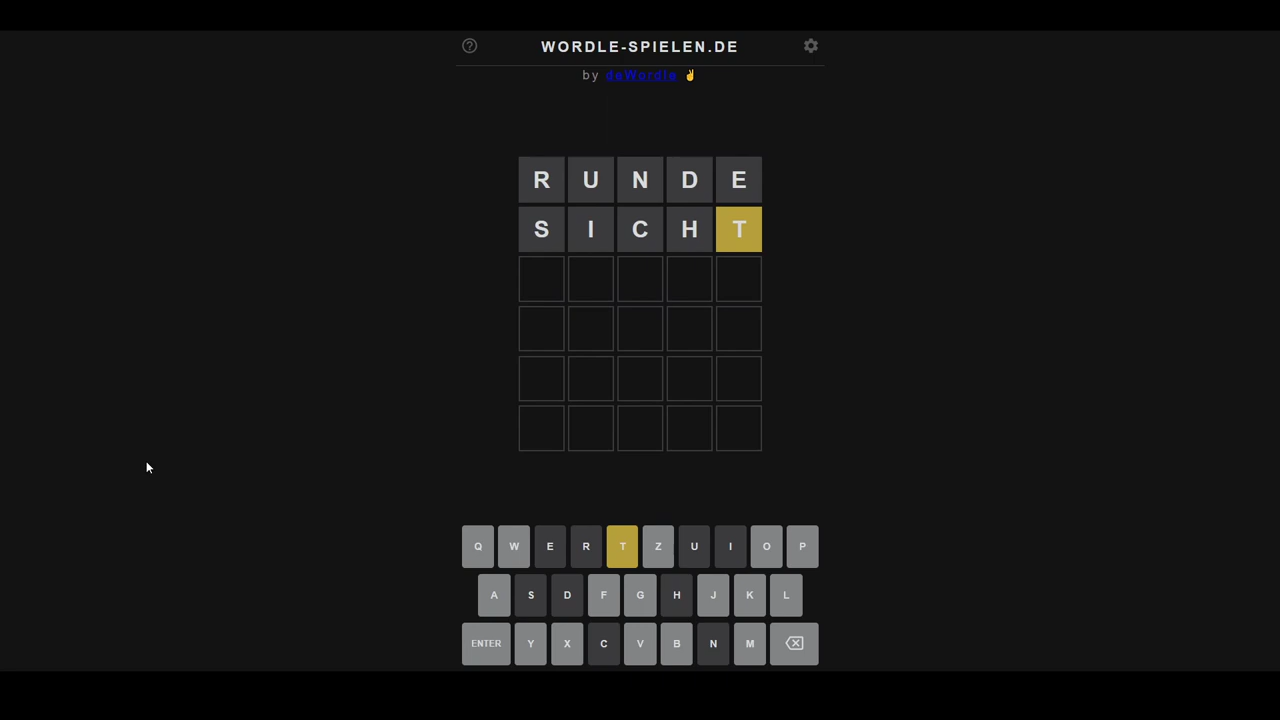 WORDLE-SPIELEN.DE
by deWordle ✌
R U N D E
S I C H T
Q W E R T Z U I O P
A S D F G H J K L
ENTER Y X C V B N M